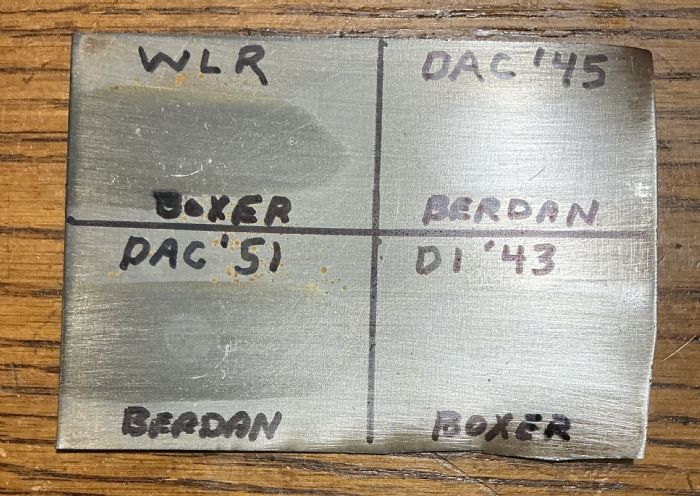 WLR
BOXER
DAC '45
BERDAN
DAC '51
BERDAN
DI '43
BOXER